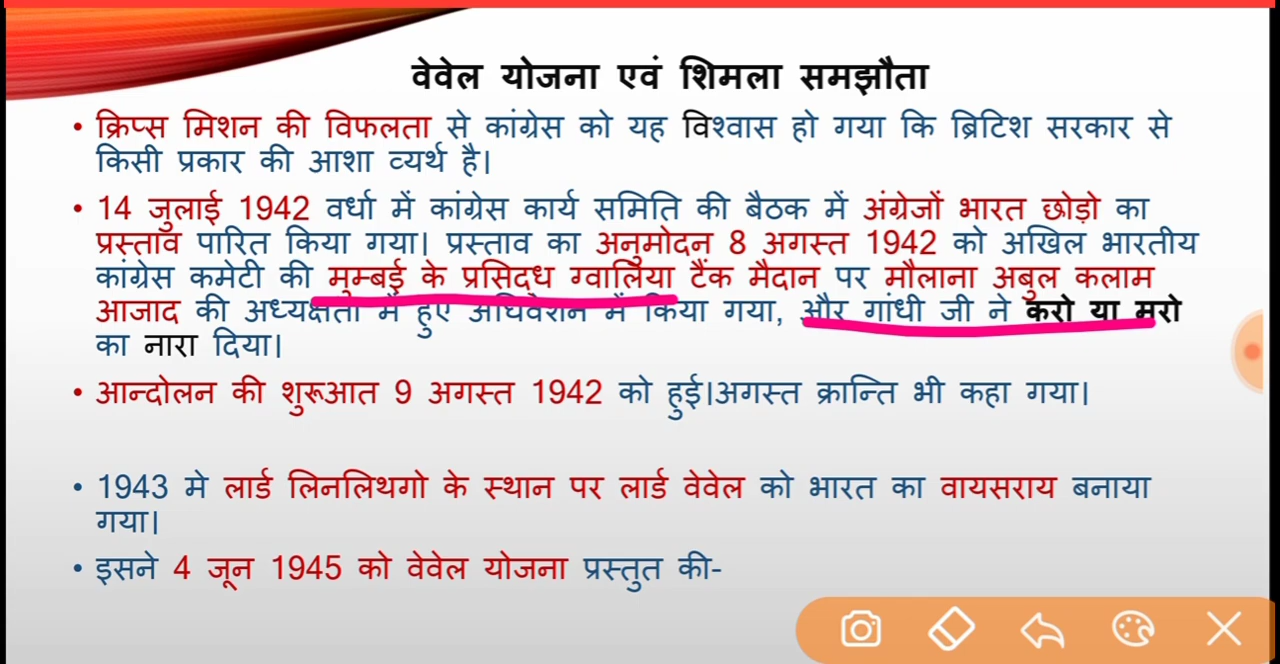 वेवेल योजना एवं शिमला समझौता
• क्रिप्स मिशन की विफलता से कांग्रेस को यह विश्वास हो गया कि ब्रिटिश सरकार से
किसी प्रकार की आशा व्यर्थ है।
• 14 जुलाई 1942 वर्धा में कांग्रेस कार्य समिति की बैठक में अंग्रेजों भारत छोड़ो का
प्रस्ताव पारित किया गया। प्रस्ताव का अनुमोदन 8 अगस्त 1942 को अखिल भारतीय
कांग्रेस कमेटी की मुम्बई के प्रसिद्ध ग्वालिया टैंक मैदान पर मौलाना अबुल कलाम
आजाद की अध्यक्षता में हुए अधिवेशन में किया गया, और गांधी जी ने करो या मरो
का नारा दिया।
• आन्दोलन की शुरूआत 9 अगस्त 1942 को हुई।अगस्त क्रान्ति भी कहा गया।
• 1943 मे लार्ड लिनलिथगो के स्थान पर लार्ड वेवेल को भारत का वायसराय बनाया
गया।
• इसने 4 जून 1945 को वेवेल योजना प्रस्तुत की-